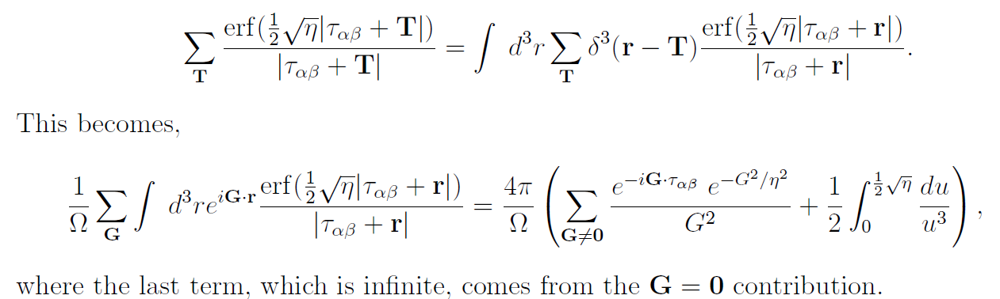 $$\sum_{\mathbf{T}} \frac{\mathrm{erf}(\frac{1}{2}\sqrt{\eta}|\tau_{\alpha\beta} + \mathbf{T}|)}{|\tau_{\alpha\beta} + \mathbf{T}|} = \int d^3r \sum_{\mathbf{T}} \delta^3(\mathbf{r} - \mathbf{T}) \frac{\mathrm{erf}(\frac{1}{2}\sqrt{\eta}|\tau_{\alpha\beta} + \mathbf{r}|)}{|\tau_{\alpha\beta} + \mathbf{r}|}.$$
This becomes,
$$\frac{1}{\Omega} \sum_{\mathbf{G}} \int d^3r e^{i\mathbf{G}\cdot\mathbf{r}} \frac{\mathrm{erf}(\frac{1}{2}\sqrt{\eta}|\tau_{\alpha\beta} + \mathbf{r}|)}{|\tau_{\alpha\beta} + \mathbf{r}|} = \frac{4\pi}{\Omega} \left( \sum_{\mathbf{G}\neq\mathbf{0}} \frac{e^{-i\mathbf{G}\cdot\tau_{\alpha\beta}} \, e^{-G^2/\eta^2}}{G^2} + \frac{1}{2} \int_0^{\frac{1}{2}\sqrt{\eta}} \frac{du}{u^3} \right),$$
where the last term, which is infinite, comes from the $\mathbf{G} = \mathbf{0}$ contribution.